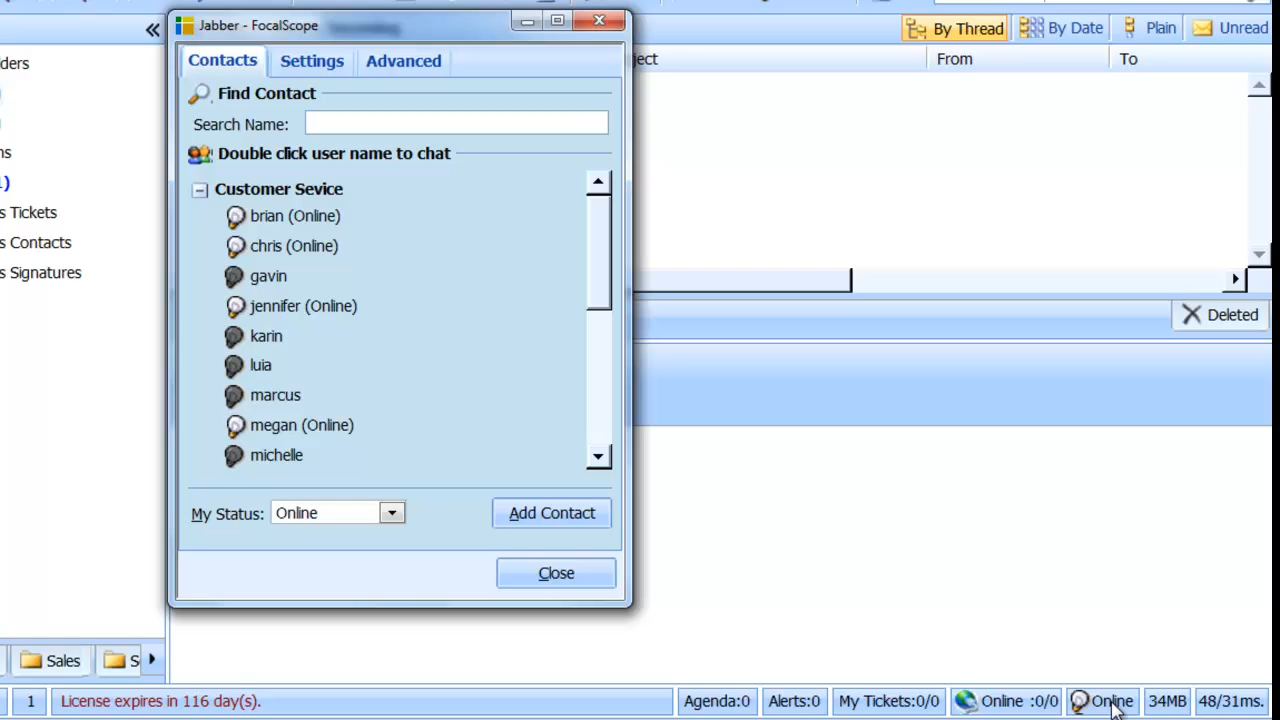 Jabber - FocalScope
By Thread By Date Plain Unread
Contacts Settings Advanced
ject From To
ders
Find Contact
Search Name:
Double click user name to chat
ns
Customer Sevice
s Tickets
brian (Online)
s Contacts
chris (Online)
s Signatures
gavin
jennifer (Online)
Deleted
karin
luia
marcus
megan (Online)
michelle
My Status: Online Add Contact
Close
Sales S
1 License expires in 116 day(s). Agenda:0 Alerts:0 My Tickets:0/0 Online :0/0 Online 34MB 48/31ms.